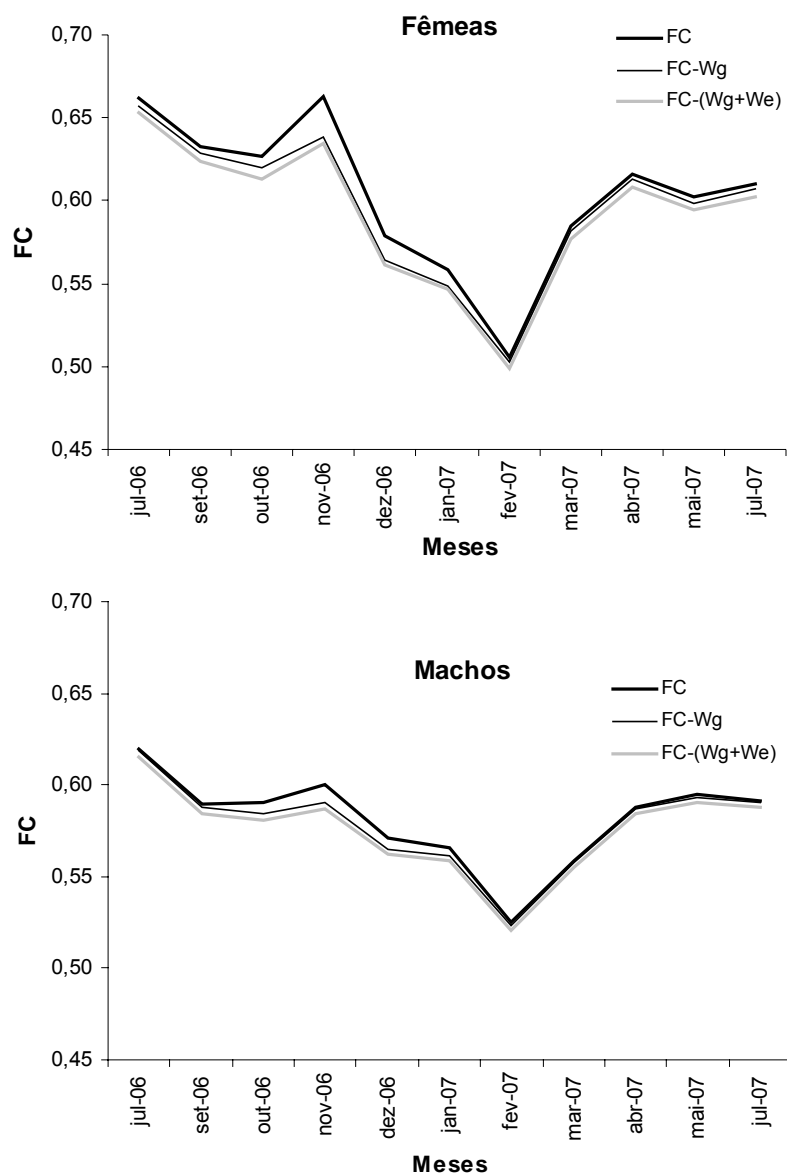 Fêmeas
FC
FC-Wg
FC-(Wg+We)
0,70
0,65
0,60
0,55
0,50
0,45
FC
jul-06
set-06
out-06
nov-06
dez-06
jan-07
fev-07
mar-07
abr-07
mai-07
jul-07
Meses
Machos
FC
FC-Wg
FC-(Wg+We)
0,70
0,65
0,60
0,55
0,50
0,45
FC
jul-06
set-06
out-06
nov-06
dez-06
jan-07
fev-07
mar-07
abr-07
mai-07
jul-07
Meses